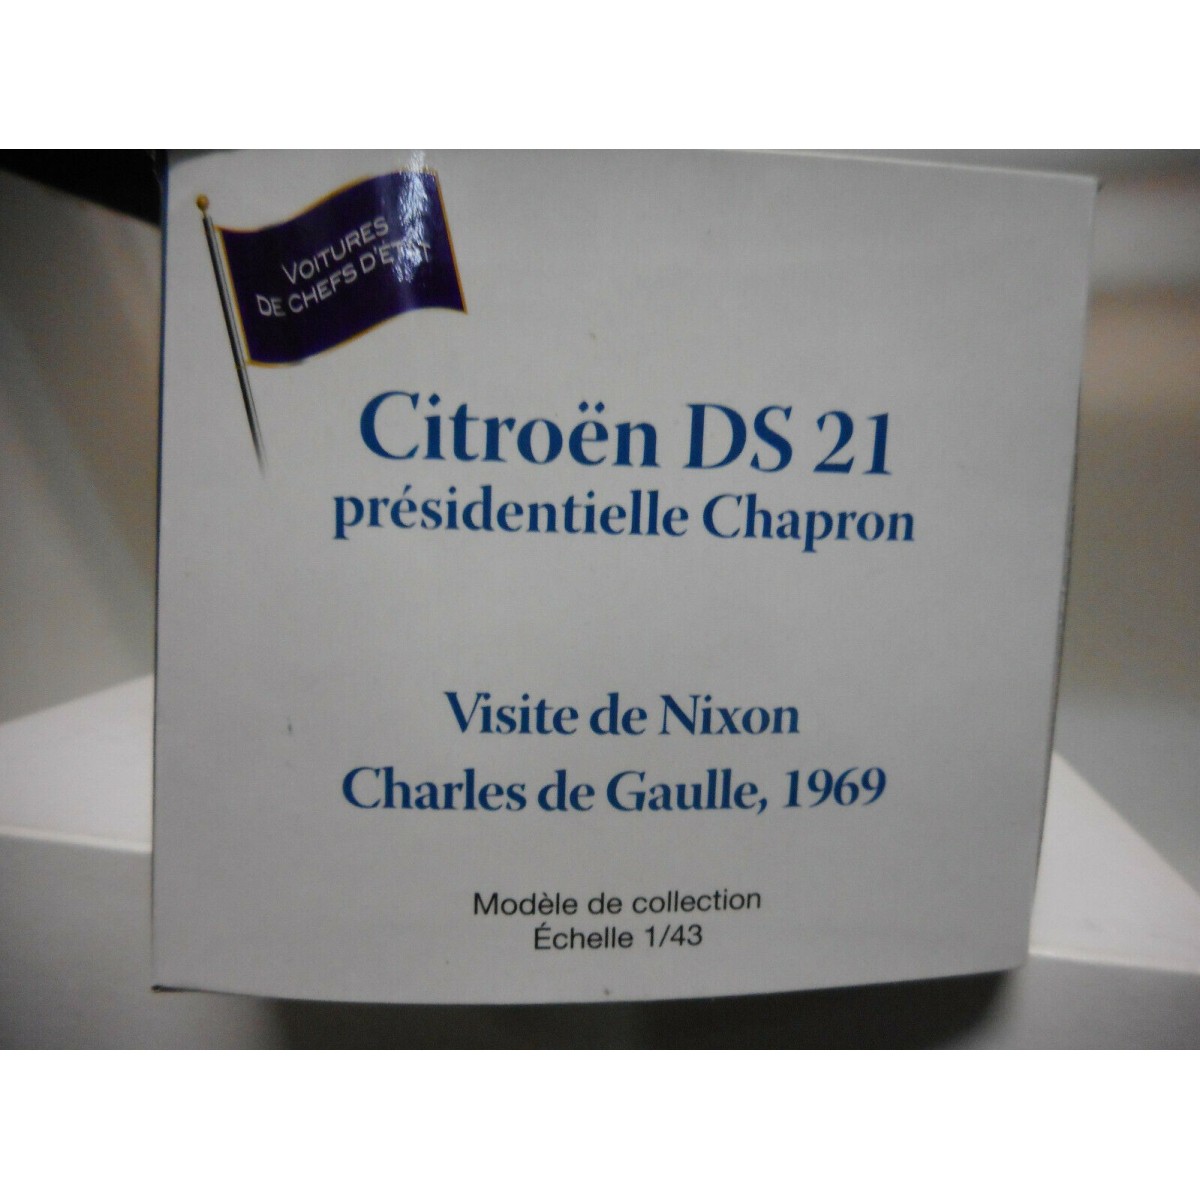 VOITURES
DE CHEFS D'ÉTAT
Citroën DS 21
présidentielle Chapron
Visite de Nixon
Charles de Gaulle, 1969
Modèle de collection
Échelle 1/43